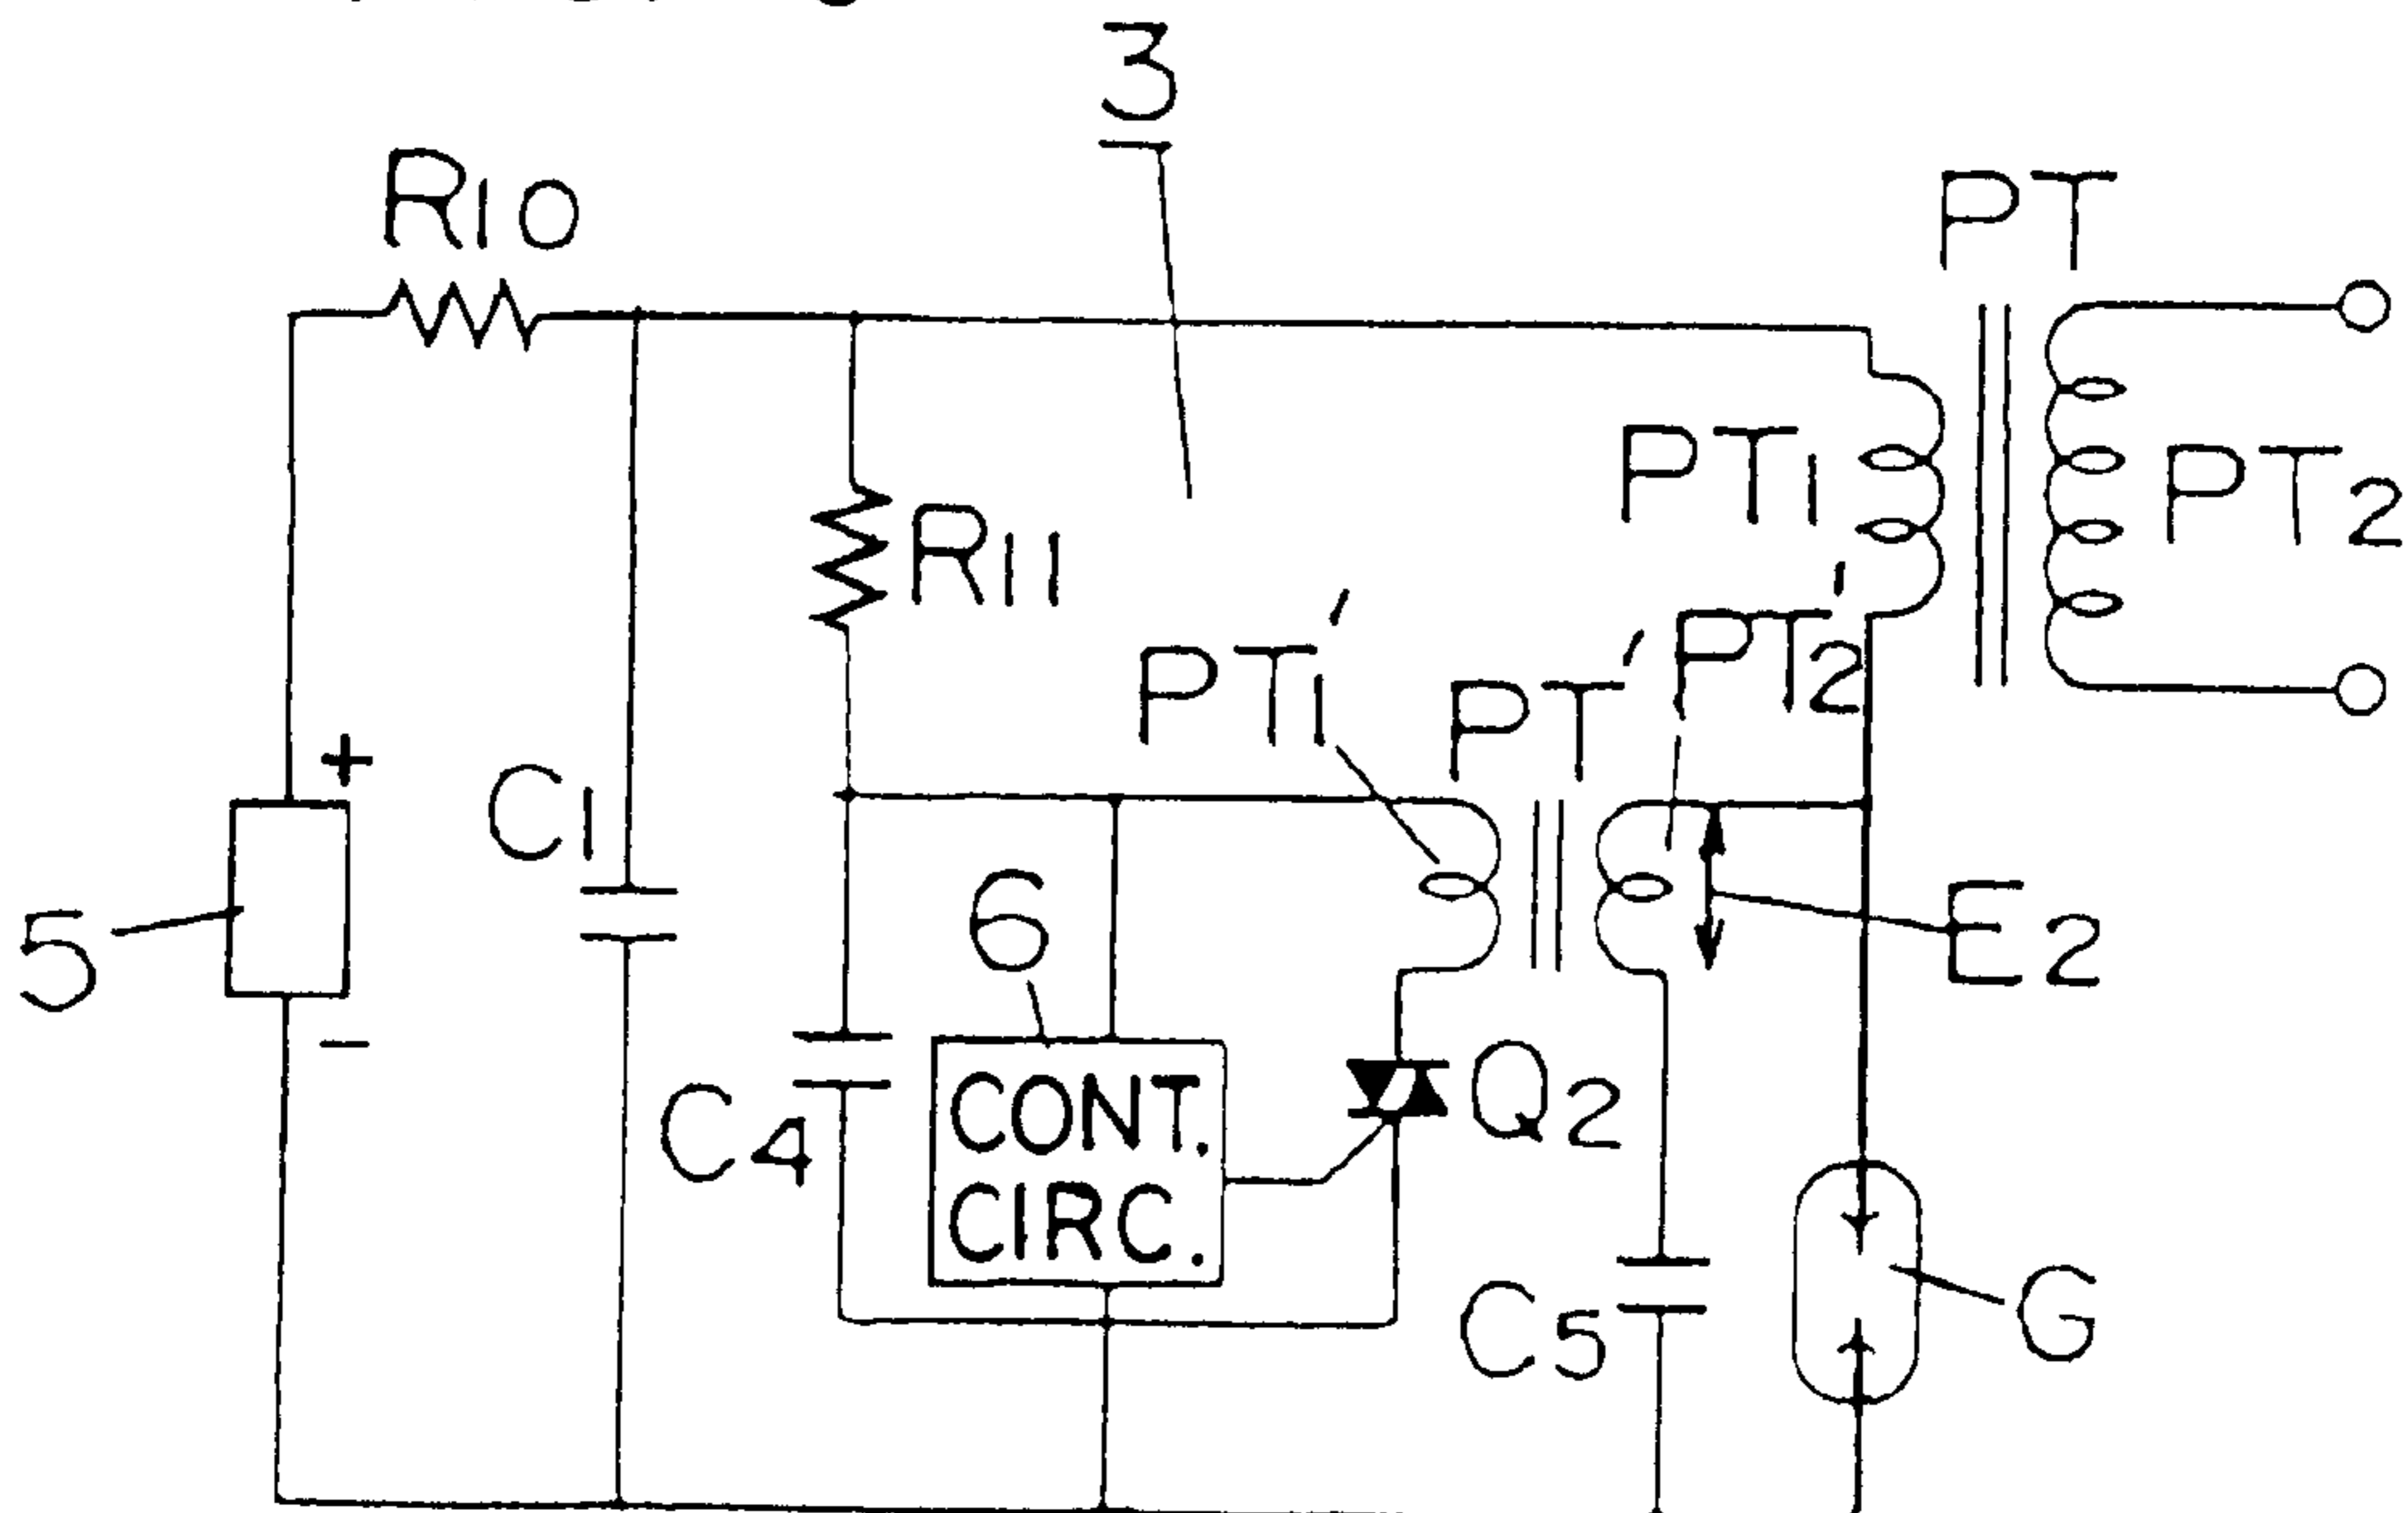 3
R10
PT
R11
PT1
PT2
PT1'
PT'
PT2'
+
C1
5
6
E2
−
C4
CONT.
CIRC.
Q2
C5
G